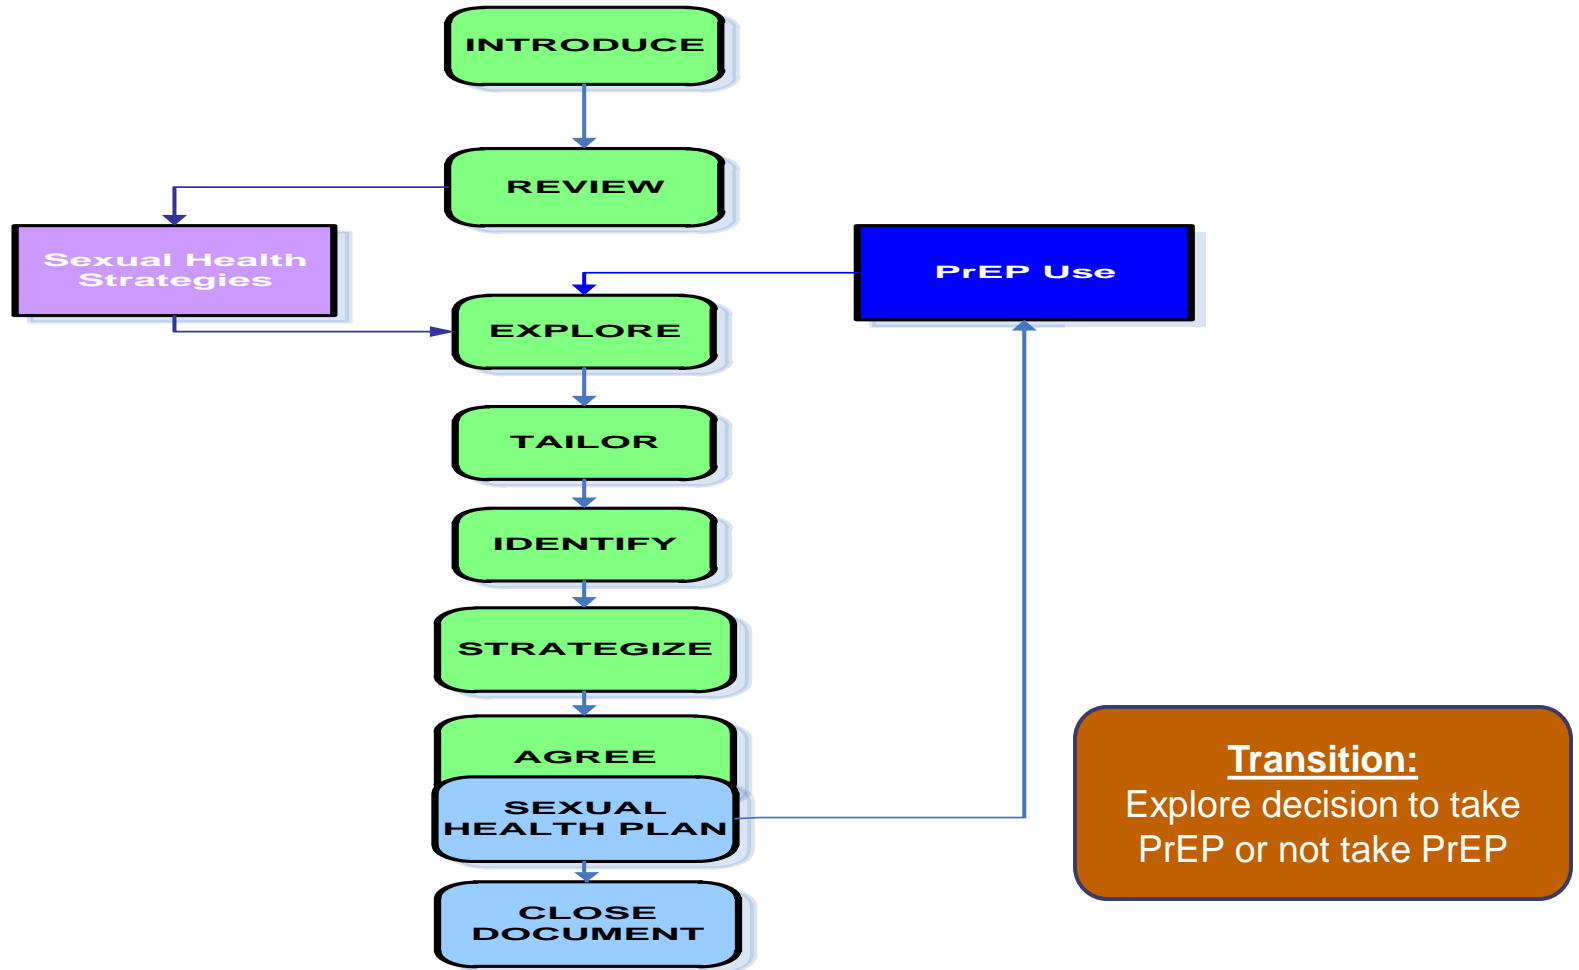 INTRODUCE
REVIEW
Sexual Health
Strategies
PrEP Use
EXPLORE
TAILOR
IDENTIFY
STRATEGIZE
AGREE
SEXUAL
HEALTH PLAN
CLOSE
DOCUMENT
Transition:
Explore decision to take
PrEP or not take PrEP